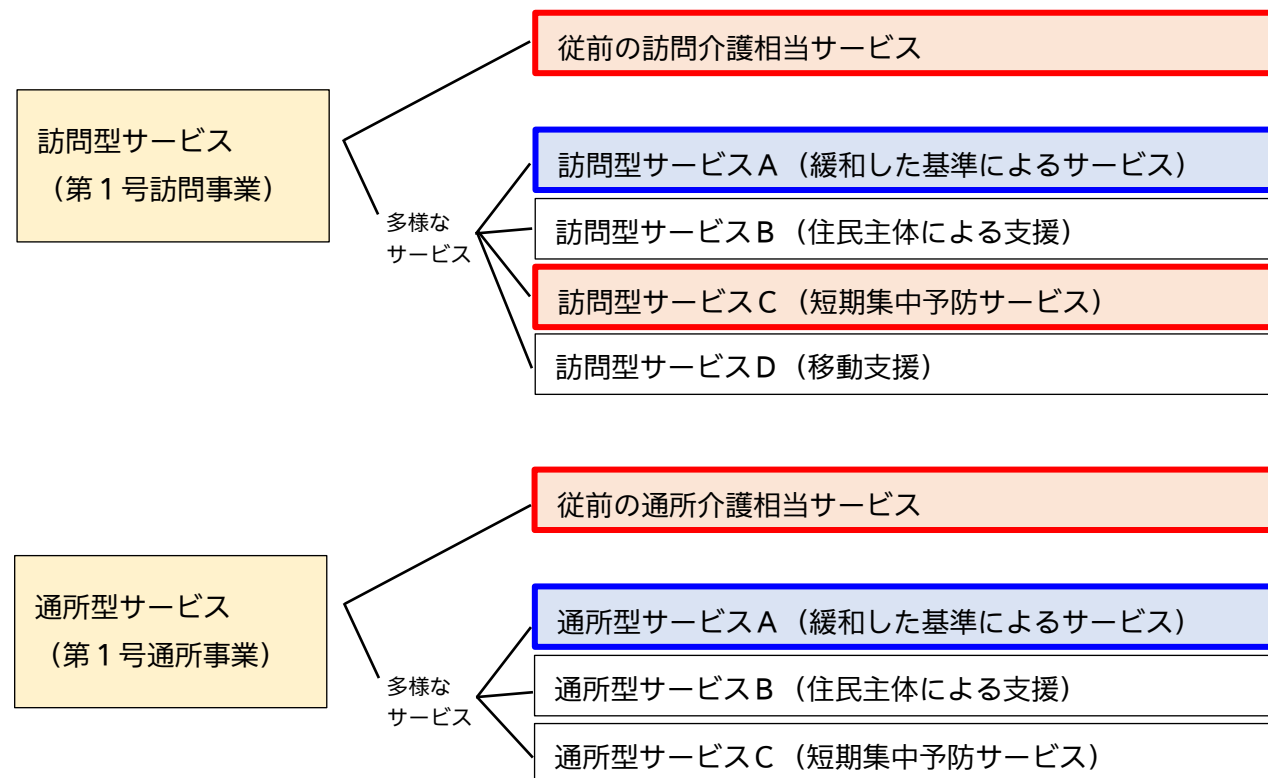 従前の訪問介護相当サービス
訪問型サービス
（第１号訪問事業）
多様な
サービス
訪問型サービスＡ（緩和した基準によるサービス）
訪問型サービスＢ（住民主体による支援）
訪問型サービスＣ（短期集中予防サービス）
訪問型サービスＤ（移動支援）
従前の通所介護相当サービス
通所型サービス
（第１号通所事業）
多様な
サービス
通所型サービスＡ（緩和した基準によるサービス）
通所型サービスＢ（住民主体による支援）
通所型サービスＣ（短期集中予防サービス）